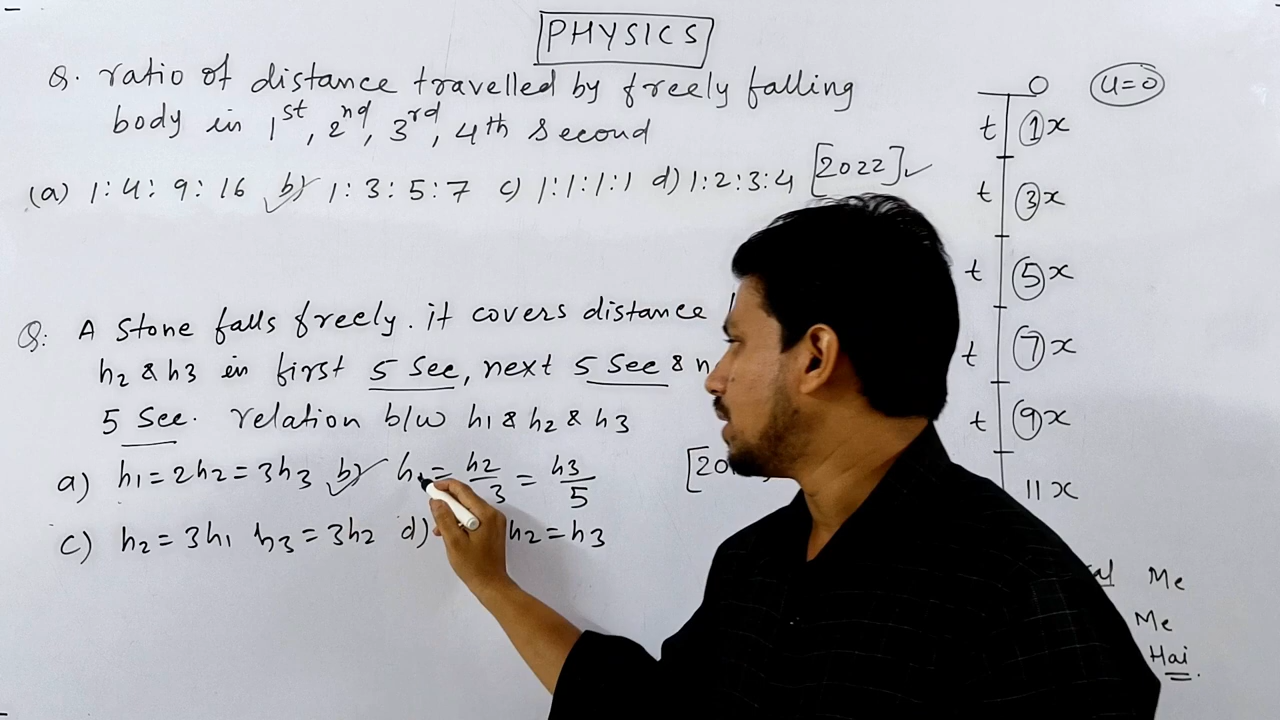 PHYSICS
Q. ratio of distance travelled by freely falling
body in 1st, 2nd, 3rd, 4th second
(a) 1:4:9:16 b) 1:3:5:7 c) 1:1:1:1 d) 1:2:3:4 [2022]
Q: A stone falls freely. it covers distance
h2 & h3 in first 5 sec, next 5 sec &
5 sec. relation b/w h1 & h2 & h3
a) h1 = 2h2 = 3h3 b) h1 = h2/3 = h3/5
c) h2 = 3h1 h3 = 3h2 d) h2 = h3
0 u=0
t 1x
t 3x
t 5x
t 7x
t 9x
11x
Me
Me
Hai.